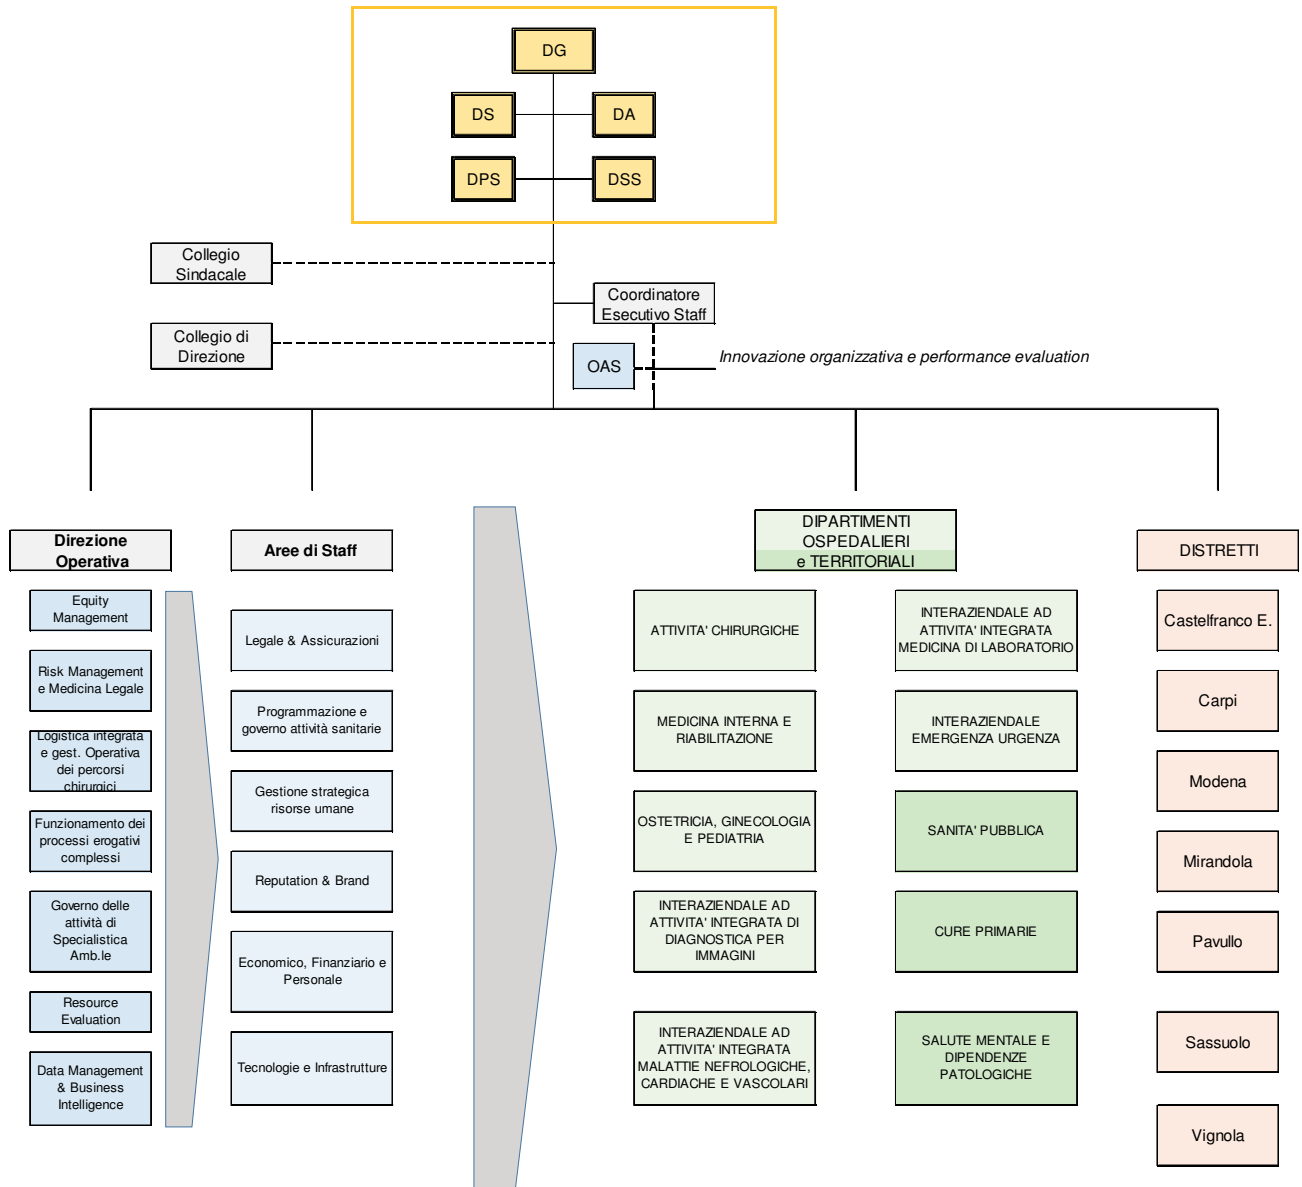 DG
DS
DA
DPS
DSS
Collegio
Sindacale
Coordinatore
Esecutivo Staff
Collegio di
Direzione
OAS
Innovazione organizzativa e performance evaluation
Direzione
Operativa
Equity
Management
Risk Management
e Medicina Legale
Logistica integrata
e gest. Operativa
dei percorsi
chirurgici
Funzionamento dei
processi erogativi
complessi
Governo delle
attività di
Specialistica
Amb.le
Resource
Evaluation
Data Management
& Business
Intelligence
Aree di Staff
Legale & Assicurazioni
Programmazione e
governo attività sanitarie
Gestione strategica
risorse umane
Reputation & Brand
Economico, Finanziario e
Personale
Tecnologie e Infrastrutture
DIPARTIMENTI
OSPEDALIERI
e TERRITORIALI
ATTIVITA' CHIRURGICHE
MEDICINA INTERNA E
RIABILITAZIONE
OSTETRICIA, GINECOLOGIA
E PEDIATRIA
INTERAZIENDALE AD
ATTIVITA' INTEGRATA DI
DIAGNOSTICA PER
IMMAGINI
INTERAZIENDALE AD
ATTIVITA' INTEGRATA
MALATTIE NEFROLOGICHE,
CARDIACHE E VASCOLARI
INTERAZIENDALE AD
ATTIVITA' INTEGRATA
MEDICINA DI LABORATORIO
INTERAZIENDALE
EMERGENZA URGENZA
SANITA' PUBBLICA
CURE PRIMARIE
SALUTE MENTALE E
DIPENDENZE
PATOLOGICHE
DISTRETTI
Castelfranco E.
Carpi
Modena
Mirandola
Pavullo
Sassuolo
Vignola